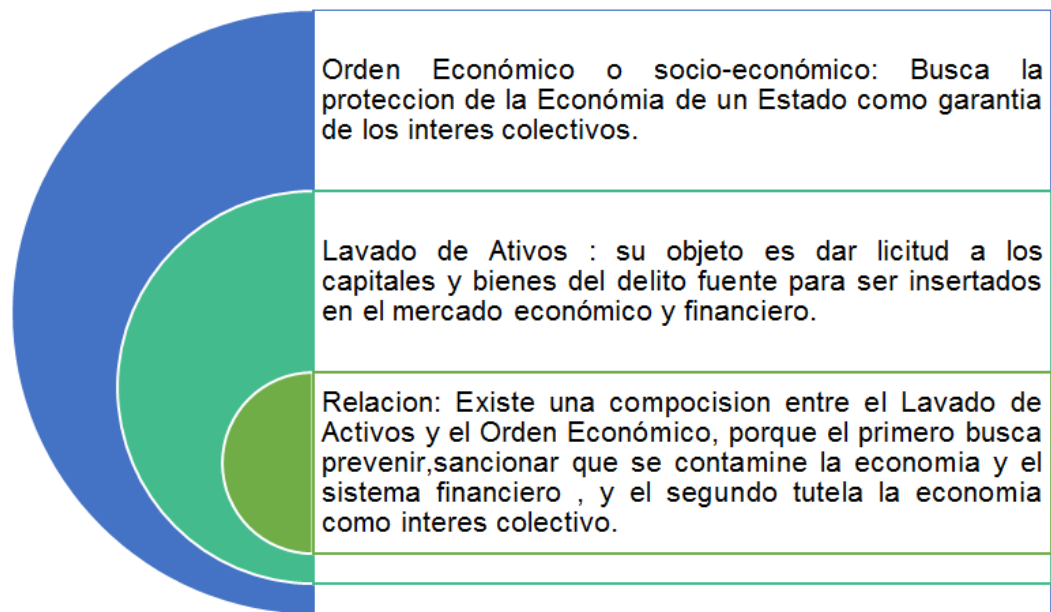 Orden Económico o socio-económico: Busca la
proteccion de la Ecónómia de un Estado como garantia
de los interes colectivos.
Lavado de Ativos : su objeto es dar licitud a los
capitales y bienes del delito fuente para ser insertados
en el mercado económico y financiero.
Relacion: Existe una compocision entre el Lavado de
Activos y el Orden Económico, porque el primero busca
prevenir,sancionar que se contamine la economia y el
sistema financiero , y el segundo tutela la economia
como interes colectivo.